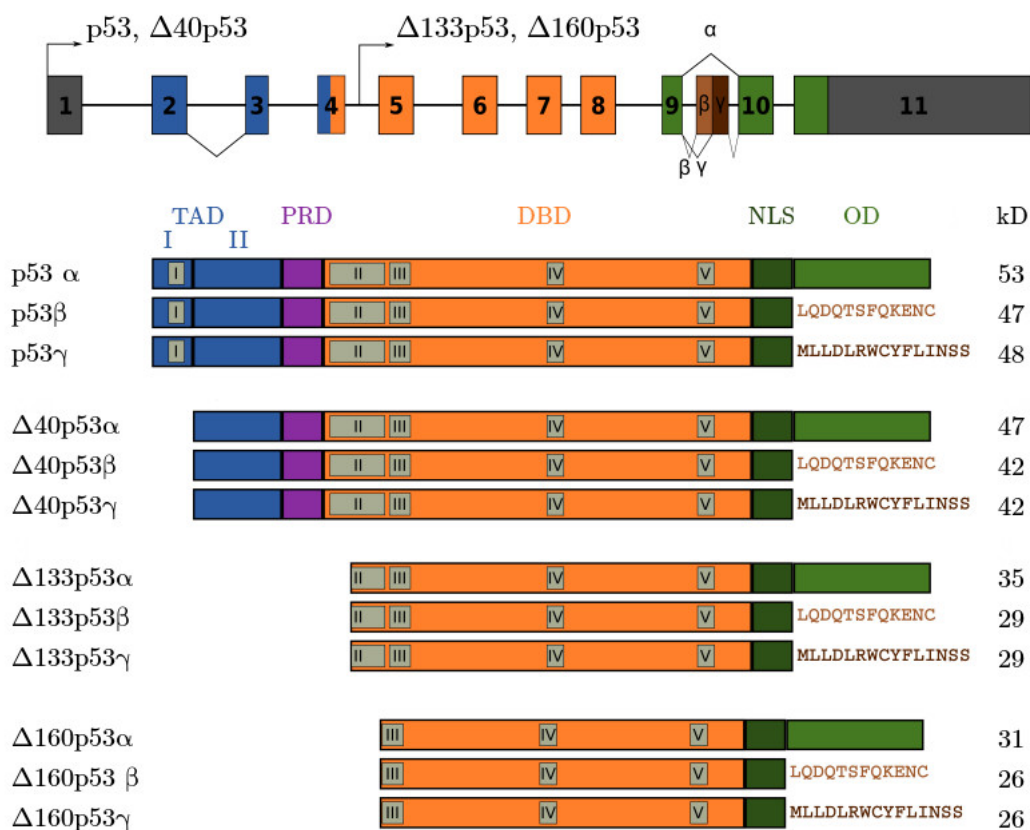 p53, Δ40p53 Δ133p53, Δ160p53 α
1 2 3 4 5 6 7 8 9 β γ 10 11
β γ
TAD PRD DBD NLS OD kD
I II
p53 α I II III IV V 53
p53β I II III IV V LQDQTSFQKENC 47
p53γ I II III IV V MLLDLRWCYFLINSS 48
Δ40p53α II III IV V 47
Δ40p53β II III IV V LQDQTSFQKENC 42
Δ40p53γ II III IV V MLLDLRWCYFLINSS 42
Δ133p53α II III IV V 35
Δ133p53β II III IV V LQDQTSFQKENC 29
Δ133p53γ II III IV V MLLDLRWCYFLINSS 29
Δ160p53α III IV V 31
Δ160p53 β III IV V LQDQTSFQKENC 26
Δ160p53γ III IV V MLLDLRWCYFLINSS 26